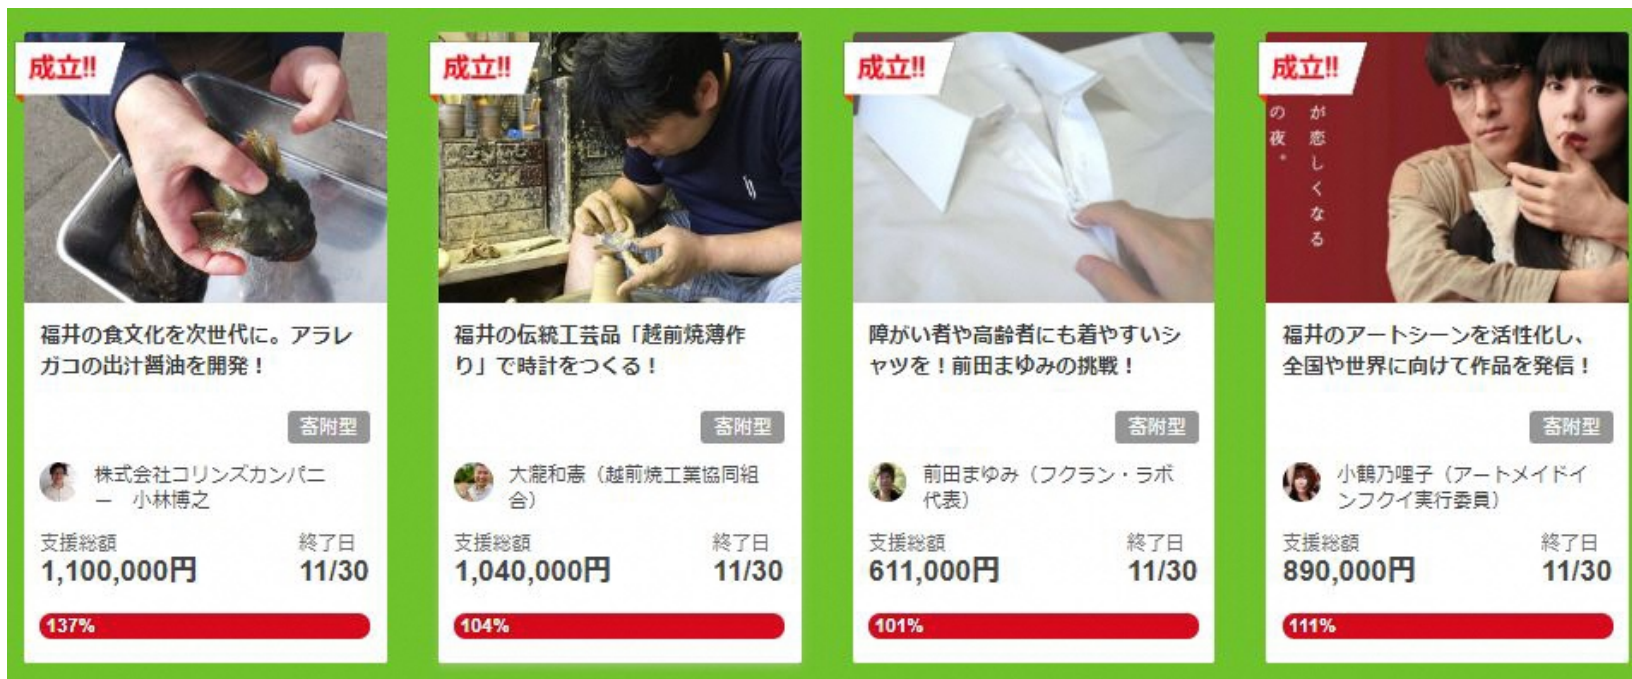 成立!!
福井の食文化を次世代に。アラレ
ガコの出汁醤油を開発！
寄附型
株式会社コリンズカンパニ
ー　小林博之
支援総額
終了日
1,100,000円
11/30
137%
成立!!
福井の伝統工芸品「越前焼薄作
り」で時計をつくる！
寄附型
大瀧和憲（越前焼工業協同組
合）
支援総額
終了日
1,040,000円
11/30
104%
成立!!
障がい者や高齢者にも着やすいシ
ャツを！前田まゆみの挑戦！
寄附型
前田まゆみ（フクラン・ラボ
代表）
支援総額
終了日
611,000円
11/30
101%
成立!!
が恋しくなる
の夜。
福井のアートシーンを活性化し、
全国や世界に向けて作品を発信！
寄附型
小鶴乃哩子（アートメイドイ
ンフクイ実行委員）
支援総額
終了日
890,000円
11/30
111%